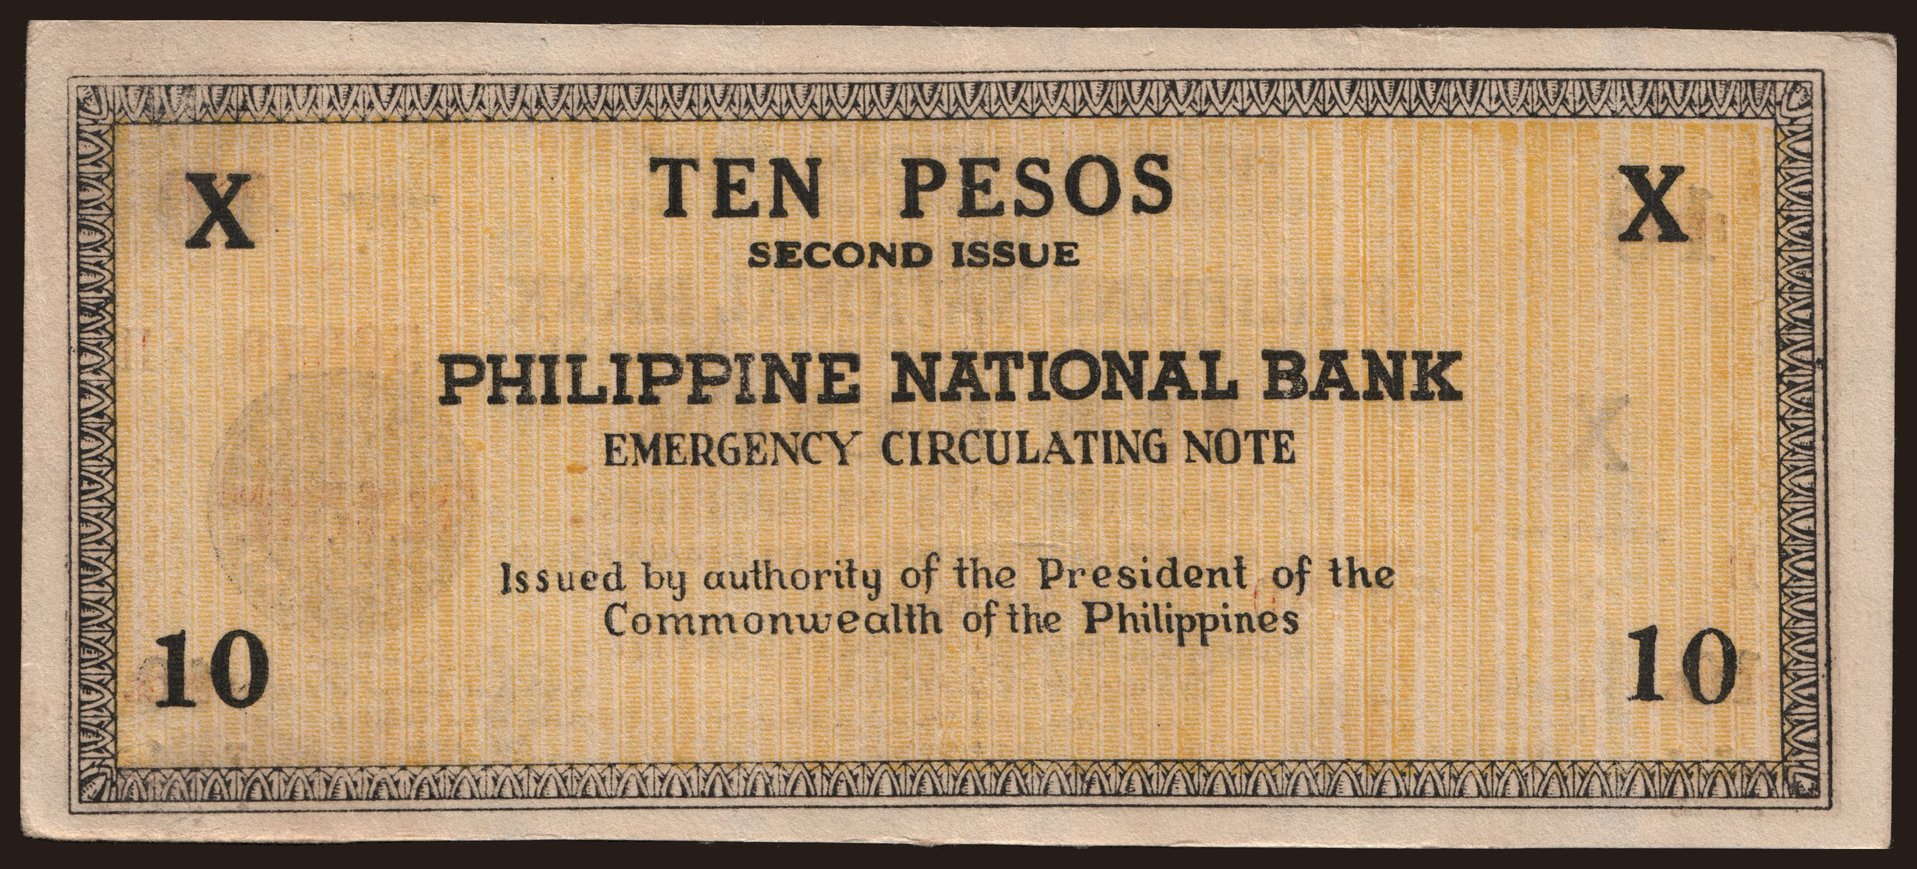 X TEN PESOS X
SECOND ISSUE
PHILIPPINE NATIONAL BANK
EMERGENCY CIRCULATING NOTE
Issued by authority of the President of the
Commonwealth of the Philippines
10 10